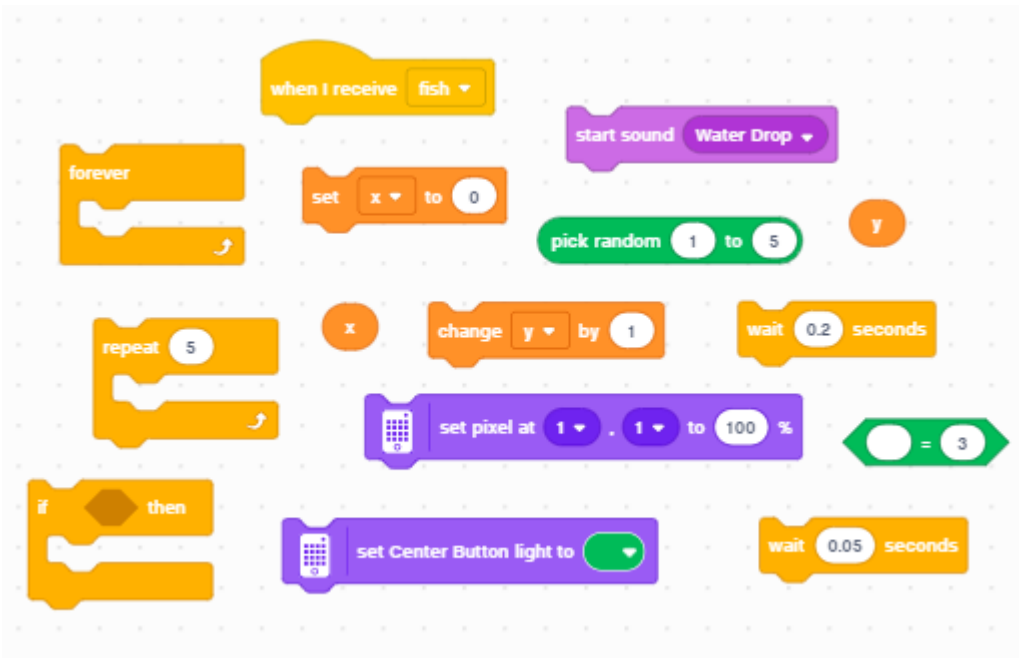 when I receive fish
start sound Water Drop
forever
set x to 0
pick random 1 to 5
y
repeat 5
x
change y by 1
wait 0.2 seconds
set pixel at 1 , 1 to 100 %
= 3
if then
set Center Button light to
wait 0.05 seconds